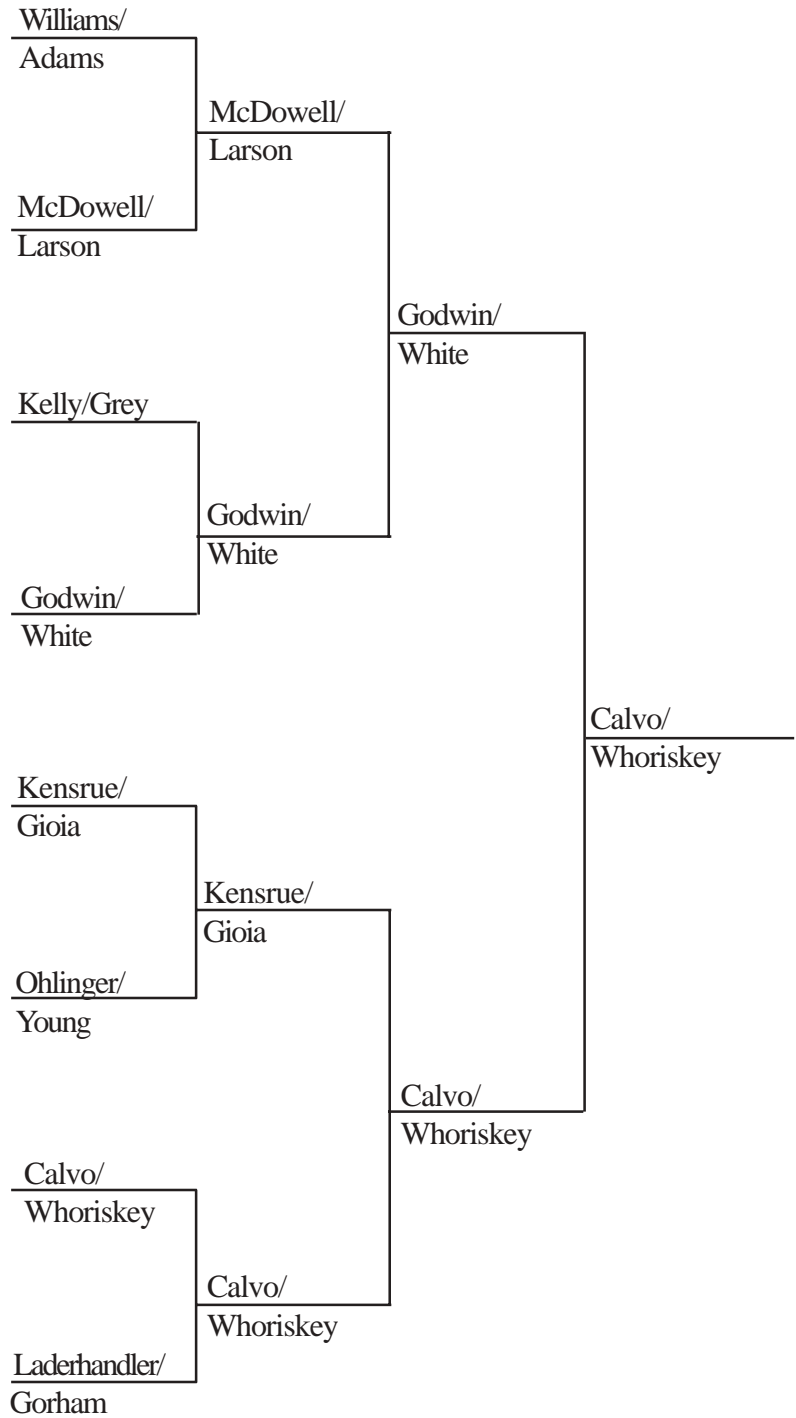 Williams/
Adams
McDowell/
Larson
McDowell/
Larson
Godwin/
White
Kelly/Grey
Godwin/
White
Godwin/
White
Calvo/
Whoriskey
Kensrue/
Gioia
Kensrue/
Gioia
Ohlinger/
Young
Calvo/
Whoriskey
Calvo/
Whoriskey
Calvo/
Whoriskey
Laderhandler/
Gorham